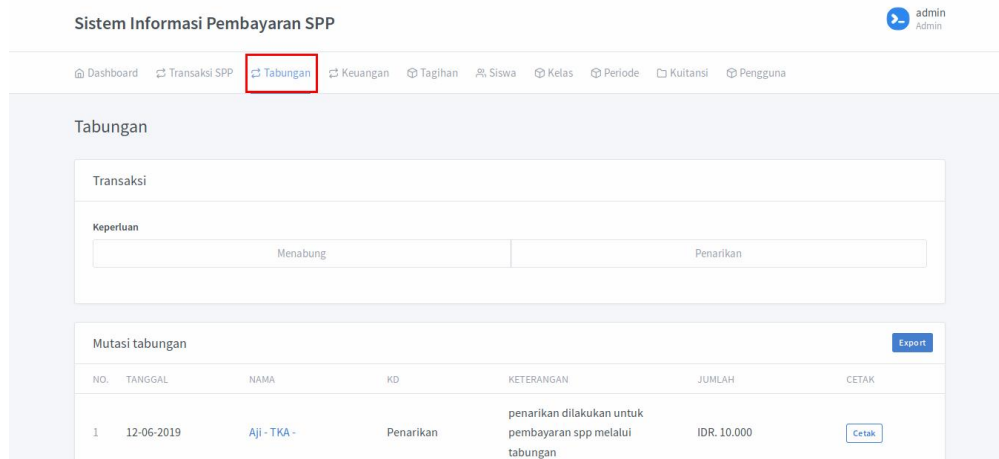 Sistem Informasi Pembayaran SPP
admin
Admin
Dashboard Transaksi SPP Tabungan Keuangan Tagihan Siswa Kelas Periode Kuitansi Pengguna
Tabungan
Transaksi
Keperluan
Menabung Penarikan
Mutasi tabungan Export
NO. TANGGAL NAMA KD KETERANGAN JUMLAH CETAK
1 12-06-2019 Aji - TKA - Penarikan penarikan dilakukan untuk
pembayaran spp melalui
tabungan IDR. 10.000 Cetak